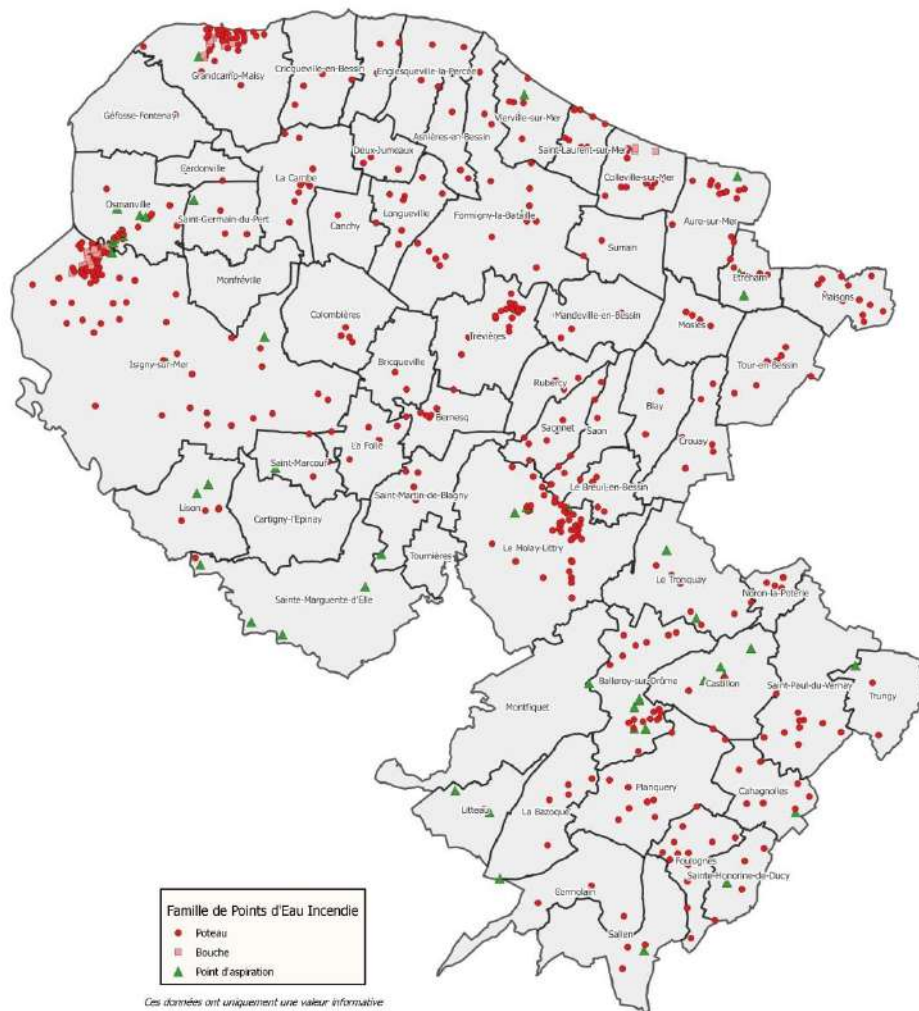 Grandcamp-Maisy
Cricqueville-en-Bessin
Englesqueville-la-Percée
Géfosse-Fontenay
Vierville-sur-Mer
Asnières-en-Bessin
Deux-Jumeaux
Saint-Laurent-sur-Mer
Cardonville
La Cambe
Colleville-sur-Mer
Osmanville
Saint-Germain-du-Pert
Canchy
Longueville
Formigny-la-Bataille
Aure-sur-Mer
Surrain
Monfréville
Etréham
Maisons
Colombières
Trévières
Mandeville-en-Bessin
Mosles
Isigny-sur-Mer
Bricqueville
Tour-en-Bessin
Rubercy
Blay
Bernesq
Saonnet
Saon
Crouay
La Folie
Saint-Marcouf
Saint-Martin-de-Blagny
Le Breuil-en-Bessin
Lison
Cartigny-l'Epinay
Le Molay-Littry
Tournières
Le Tronquay
Sainte-Marguerite-d'Elle
Noron-la-Poterie
Balleroy-sur-Drôme
Castillon
Saint-Paul-du-Vernay
Trungy
Montfiquet
Planquery
Cahagnolles
Litteau
La Bazoque
Foulognes
Sainte-Honorine-de-Ducy
Cormolain
Sallen
Famille de Points d'Eau Incendie
Poteau
Bouche
Point d'aspiration
Ces données ont uniquement une valeur informative